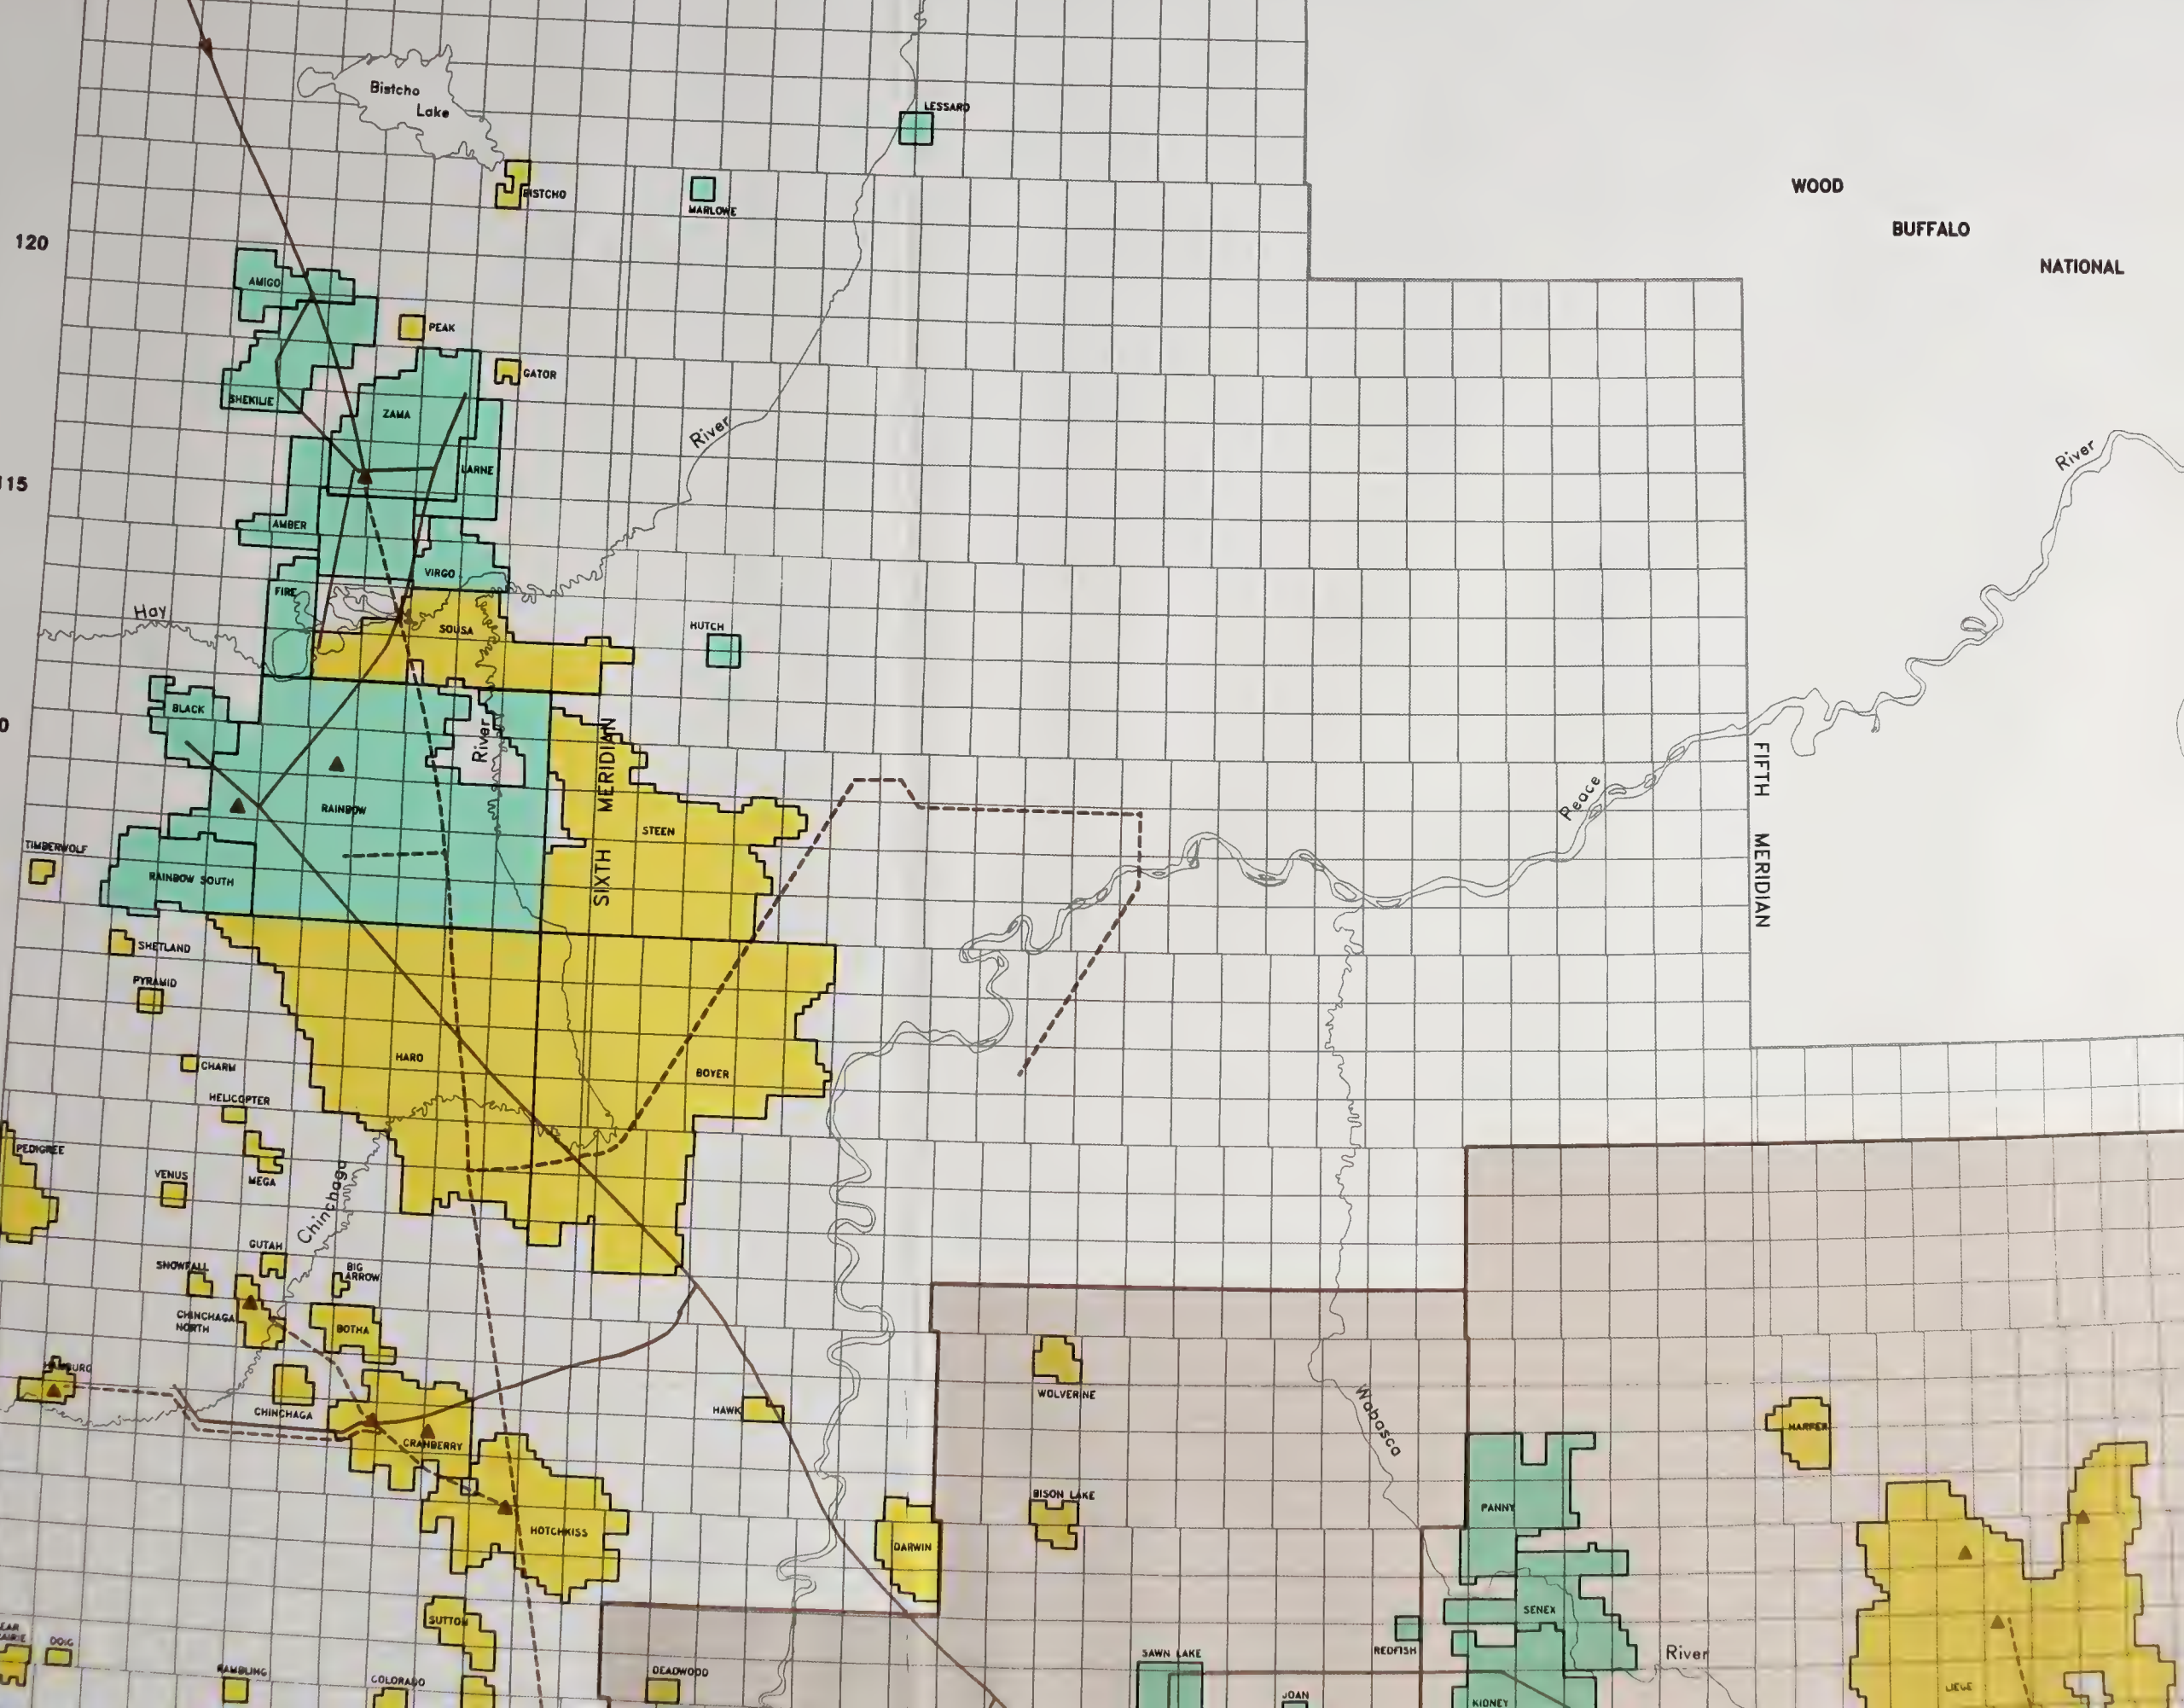 Bistcho
Lake
LESSARD
WOOD
BISTCHO
MARLOWE
BUFFALO
120
NATIONAL
AMIGO
PEAK
GATOR
SHEKILIE
ZAMA
River
River
LARNE
115
AMBER
VIRGO
FIRE
Hay
SOUSA
HUTCH
BLACK
0
River
SIXTH MERIDIAN
FIFTH MERIDIAN
Peace
RAINBOW
STEEN
TIMBERWOLF
RAINBOW SOUTH
SHETLAND
PYRAMID
HARO
CHARM
BOYER
HELICOPTER
PEDIGREE
VENUS
MEGA
Chinchaga
GUTAH
SNOWFALL
BIG
ARROW
CHINCHAGA
NORTH
BOTHA
HAMBURG
WOLVERINE
CHINCHAGA
HAWK
Wabasca
HARPER
CRANBERRY
BISON LAKE
PANNY
HOTCHKISS
DARWIN
SENEX
SUTTON
DOIG
REDFISH
River
SAWN LAKE
RAMBLING
COLORADO
DEADWOOD
LIEGE
JOAN
KIDNEY